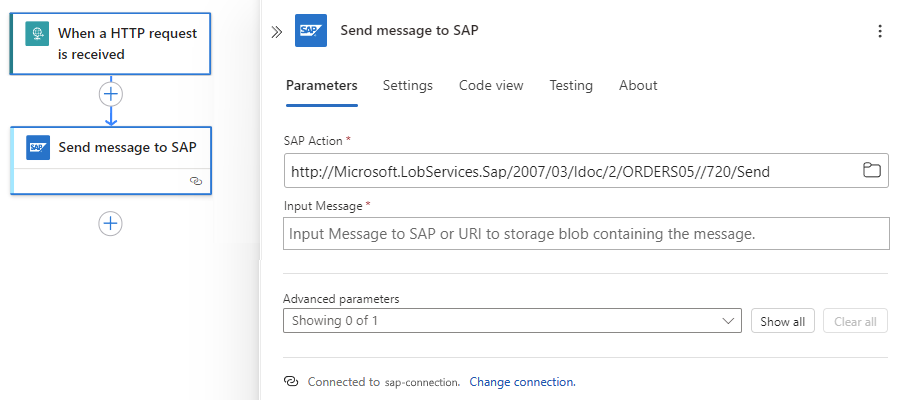 When a HTTP request
is received
SAP
Send message to SAP
SAP
Send message to SAP
Parameters Settings Code view Testing About
SAP Action *
http://Microsoft.LobServices.Sap/2007/03/Idoc/2/ORDERS05//720/Send
Input Message *
Input Message to SAP or URI to storage blob containing the message.
Advanced parameters
Showing 0 of 1 Show all Clear all
Connected to sap-connection. Change connection.